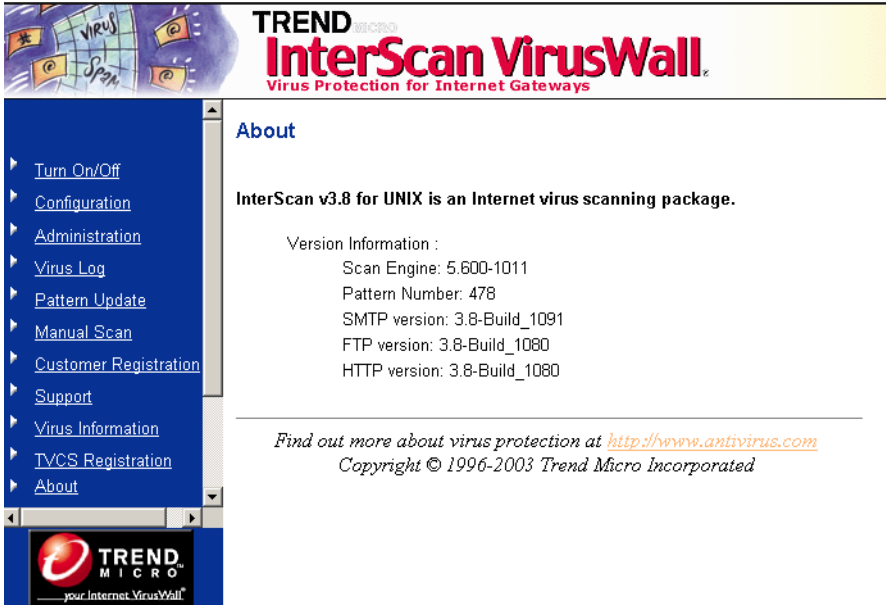 VIRUS
SPAM
TREND MICRO
InterScan VirusWall®
Virus Protection for Internet Gateways
Turn On/Off
Configuration
Administration
Virus Log
Pattern Update
Manual Scan
Customer Registration
Support
Virus Information
TVCS Registration
About
TREND™
MICRO
your Internet VirusWall®
About
InterScan v3.8 for UNIX is an Internet virus scanning package.
Version Information :
Scan Engine: 5.600-1011
Pattern Number: 478
SMTP version: 3.8-Build_1091
FTP version: 3.8-Build_1080
HTTP version: 3.8-Build_1080
Find out more about virus protection at http://www.antivirus.com
Copyright © 1996-2003 Trend Micro Incorporated